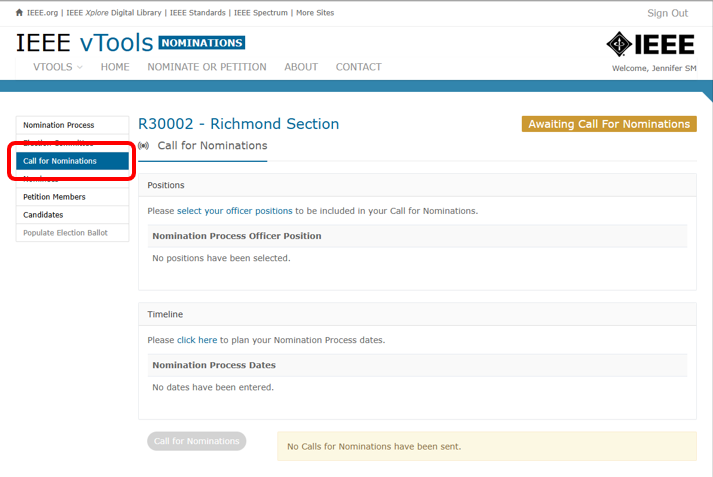 IEEE.org | IEEE Xplore Digital Library | IEEE Standards | IEEE Spectrum | More Sites
Sign Out
IEEE vTools NOMINATIONS
IEEE
VTOOLS HOME NOMINATE OR PETITION ABOUT CONTACT
Welcome, Jennifer SM
Nomination Process
Election Committee
Call for Nominations
Nominees
Petition Members
Candidates
Populate Election Ballot
R30002 - Richmond Section
Awaiting Call For Nominations
Call for Nominations
Positions
Please select your officer positions to be included in your Call for Nominations.
Nomination Process Officer Position
No positions have been selected.
Timeline
Please click here to plan your Nomination Process dates.
Nomination Process Dates
No dates have been entered.
Call for Nominations
No Calls for Nominations have been sent.